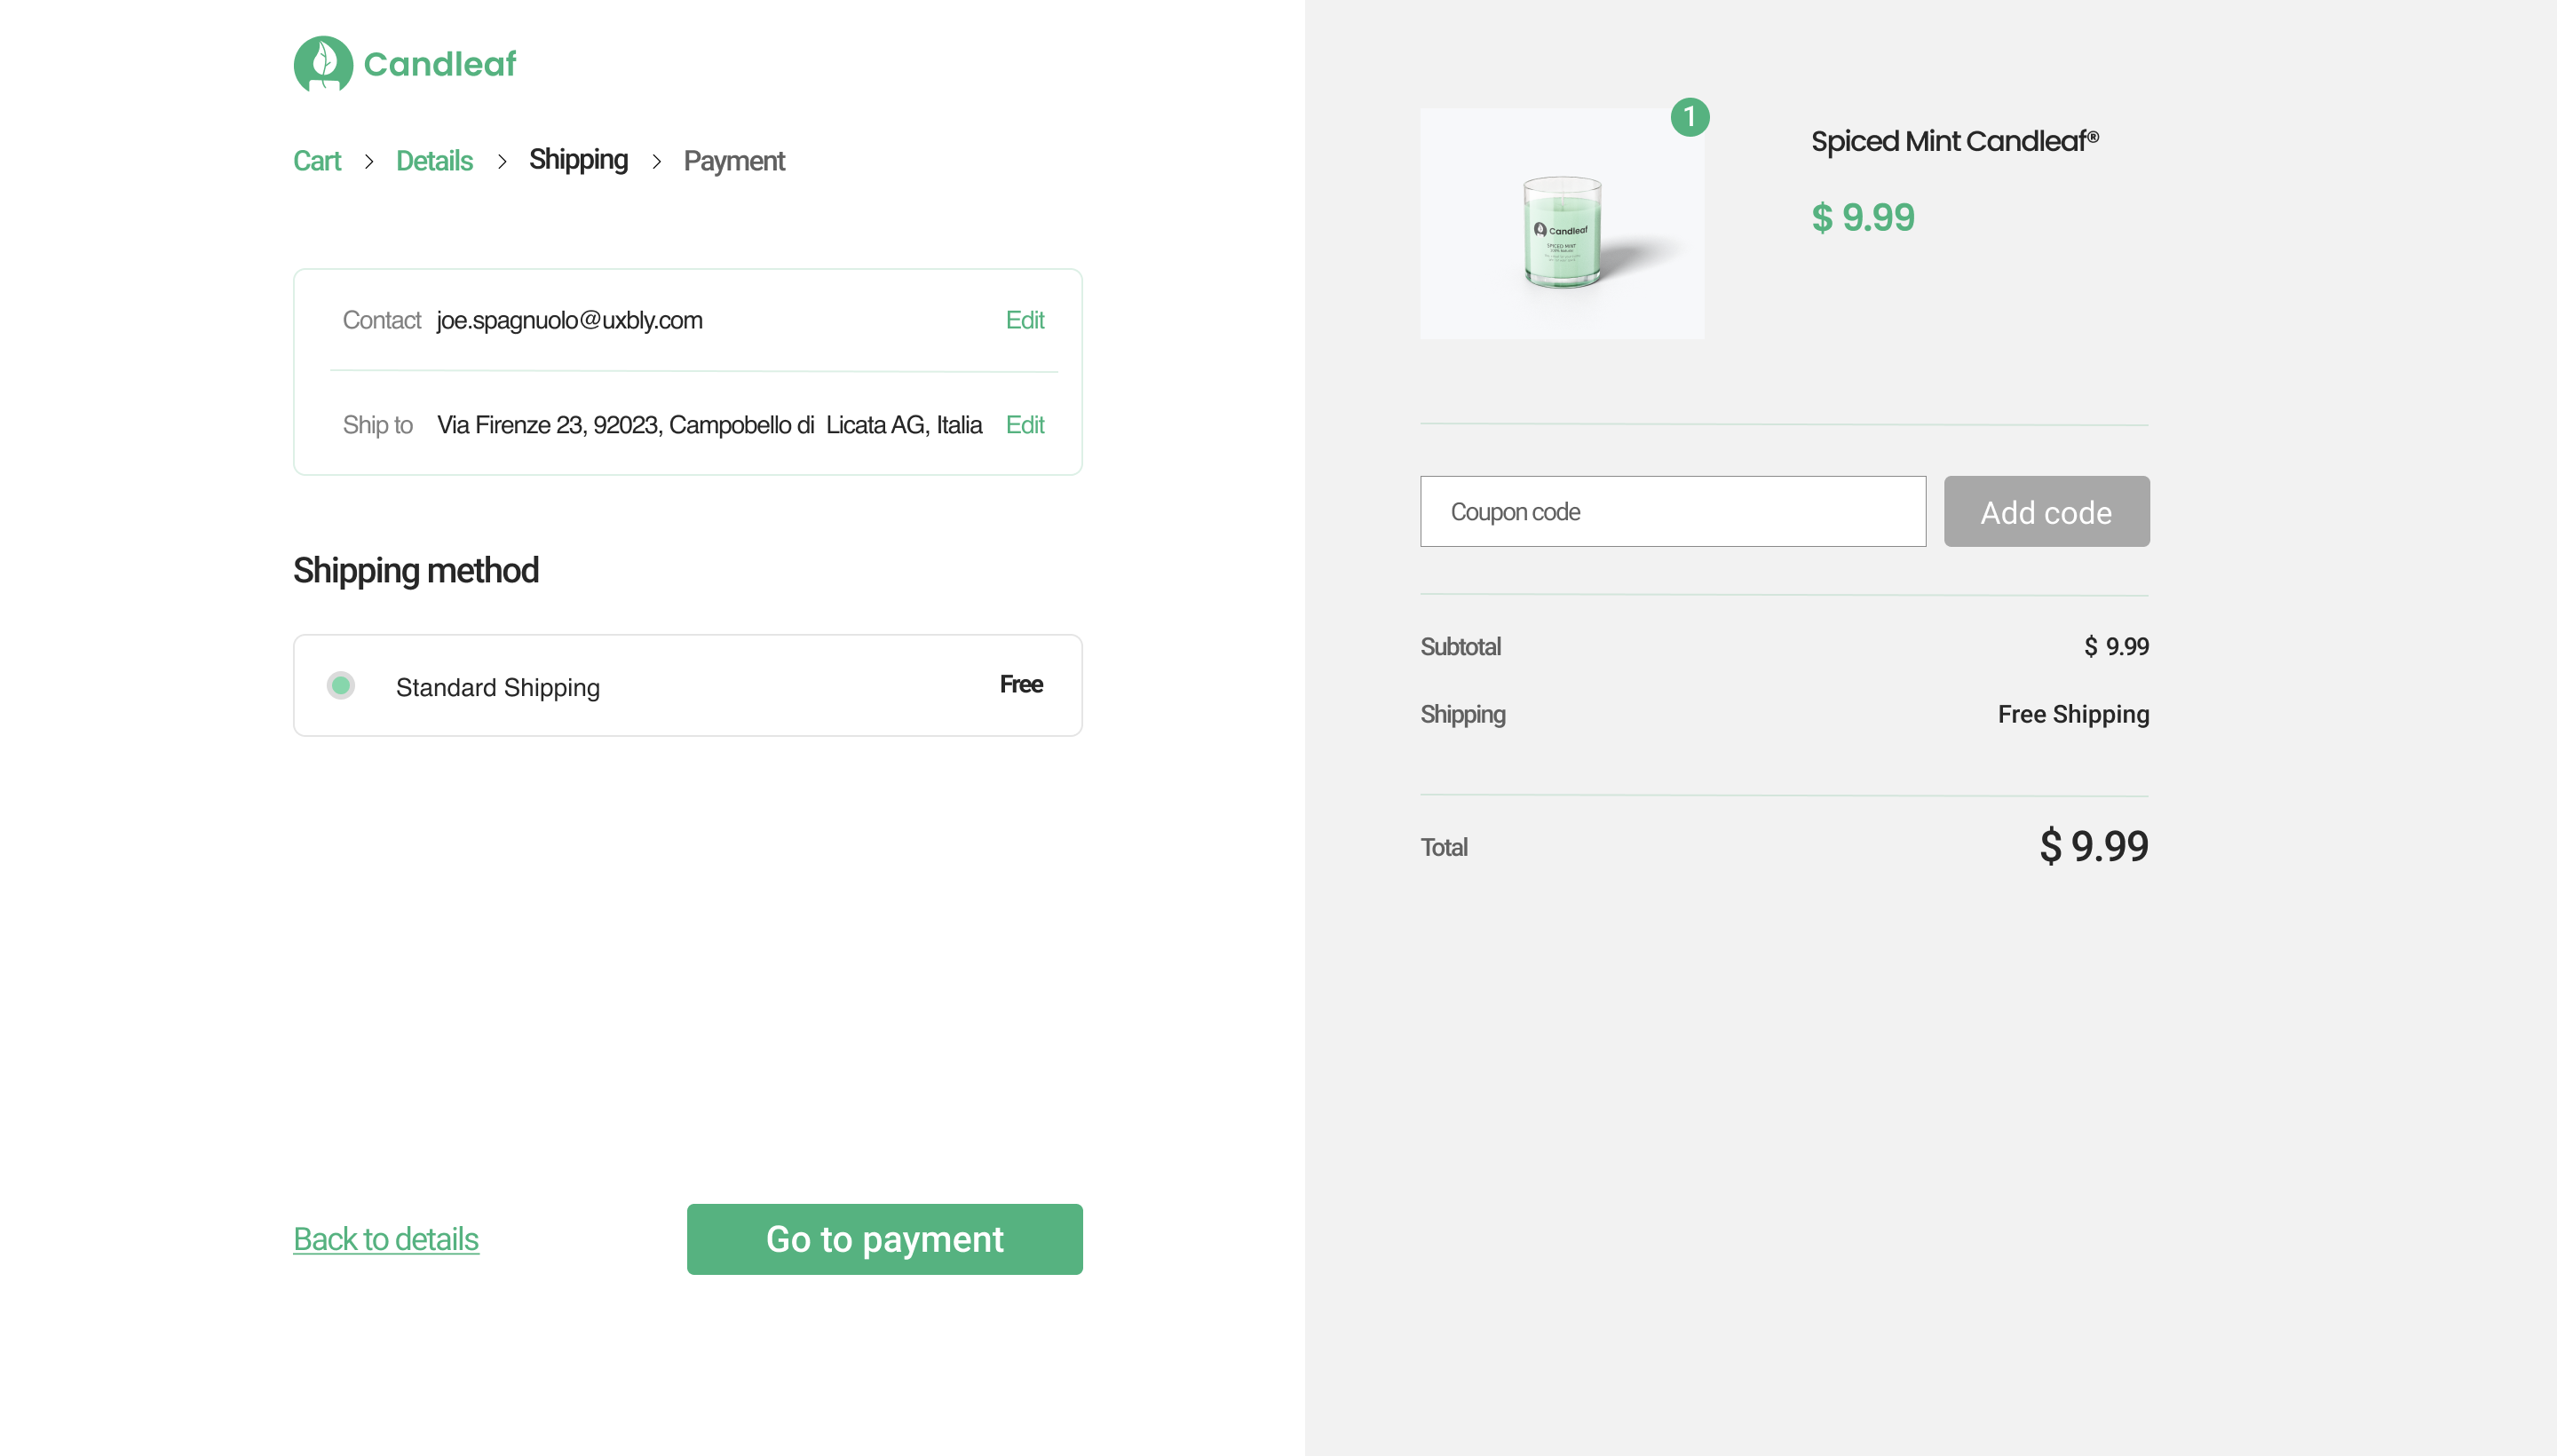 Candleaf
Cart > Details > Shipping > Payment
Contact joe.spagnuolo@uxbly.com Edit
Ship to Via Firenze 23, 92023, Campobello di Licata AG, Italia Edit
Shipping method
Standard Shipping Free
Back to details Go to payment
1
Candleaf
SPICED MINT
Spiced Mint Candleaf®
$ 9.99
Coupon code Add code
Subtotal $ 9.99
Shipping Free Shipping
Total $ 9.99